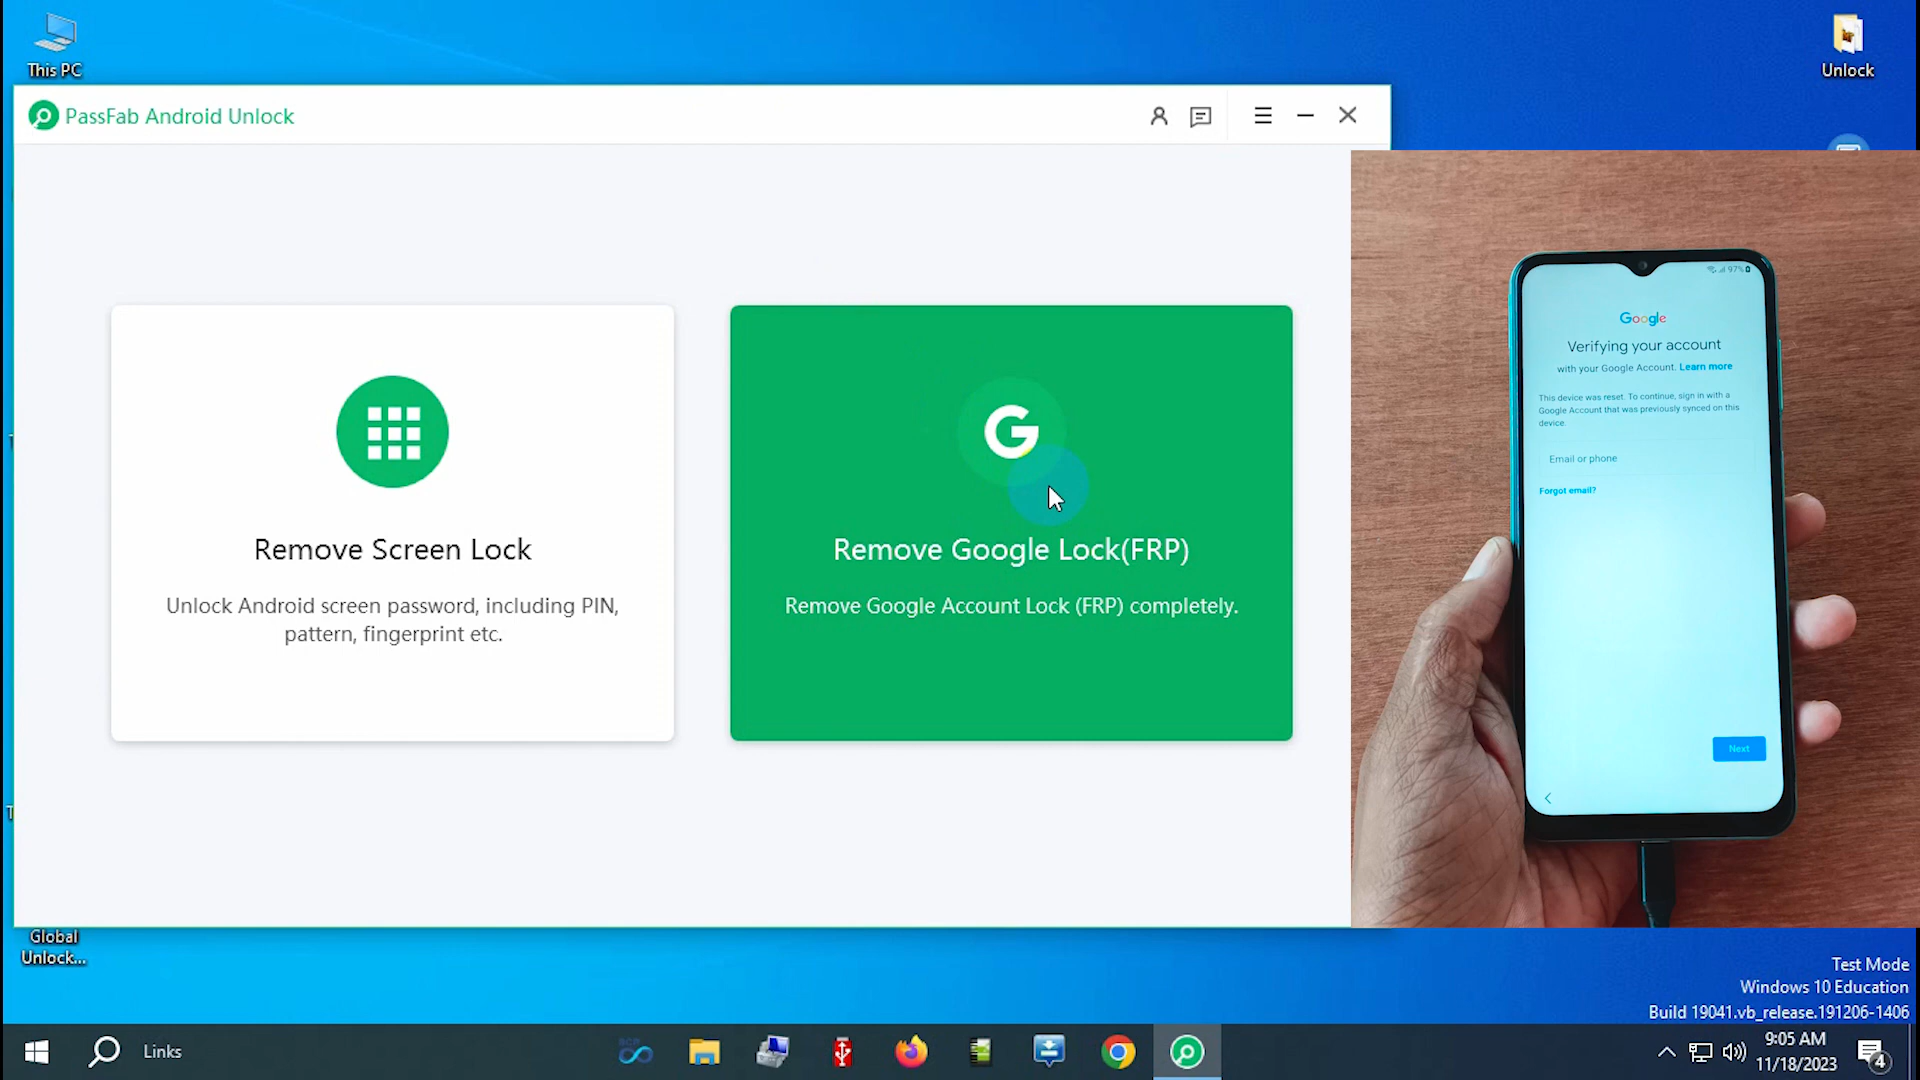 This PC
Unlock
PassFab Android Unlock
Remove Screen Lock
Unlock Android screen password, including PIN,
pattern, fingerprint etc.
Remove Google Lock(FRP)
Remove Google Account Lock (FRP) completely.
97%
Google
Verifying your account
with your Google Account. Learn more
This device was reset. To continue, sign in with a
Google Account that was previously synced on this
device.
Email or phone
Forgot email?
Next
Global
Unlock...
Test Mode
Windows 10 Education
Build 19041.vb_release.191206-1406
Links
9:05 AM
11/18/2023
4